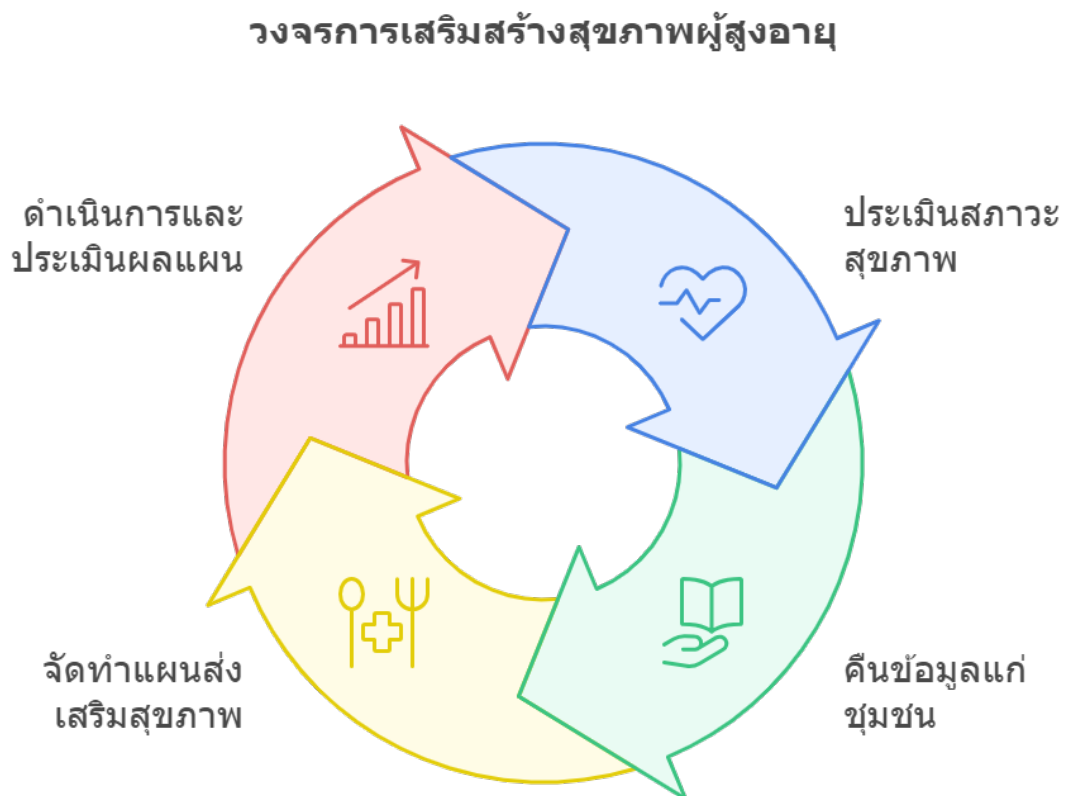 วงจรการเสริมสร้างสุขภาพผู้สูงอายุ
ดำเนินการและ
ประเมินผลแผน
ประเมินสภาวะ
สุขภาพ
จัดทำแผนส่ง
เสริมสุขภาพ
คืนข้อมูลแก่
ชุมชน